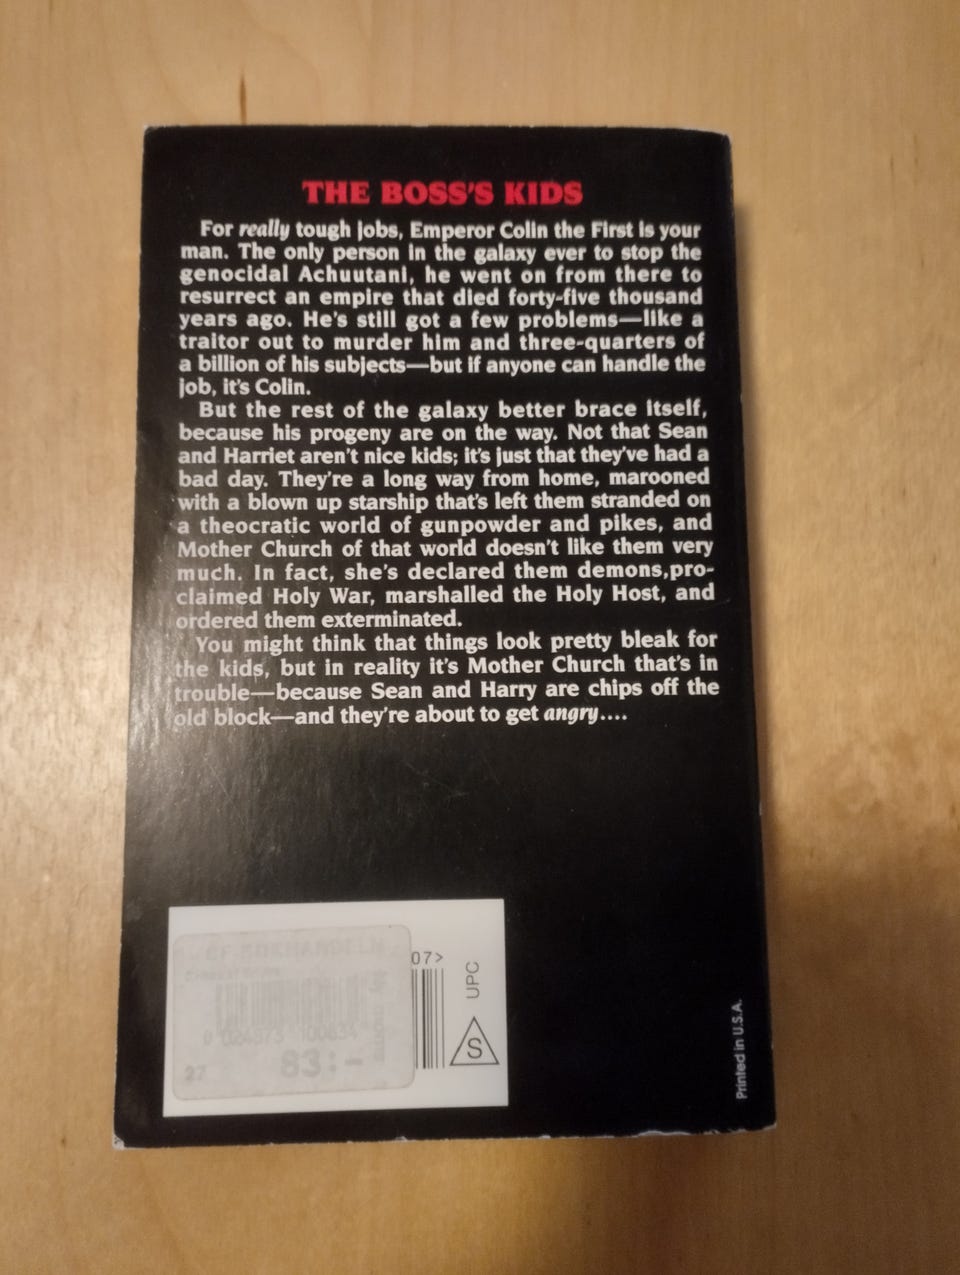 THE BOSS'S KIDS
For really tough jobs, Emperor Colin the First is your
man. The only person in the galaxy ever to stop the
genocidal Achuutani, he went on from there to
resurrect an empire that died forty-five thousand
years ago. He's still got a few problems—like a
traitor out to murder him and three-quarters of
a billion of his subjects—but if anyone can handle the
job, it's Colin.
But the rest of the galaxy better brace itself,
because his progeny are on the way. Not that Sean
and Harriet aren't nice kids; it's just that they've had a
bad day. They're a long way from home, marooned
with a blown up starship that's left them stranded on
a theocratic world of gunpowder and pikes, and
Mother Church of that world doesn't like them very
much. In fact, she's declared them demons,pro-
claimed Holy War, marshalled the Holy Host, and
ordered them exterminated.
You might think that things look pretty bleak for
the kids, but in reality it's Mother Church that's in
trouble—because Sean and Harry are chips off the
old block—and they're about to get angry....
07>
UPC
S
27 83:-
Printed in U.S.A.